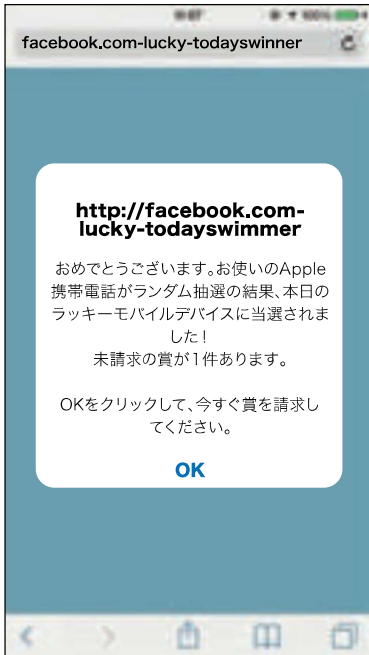 facebook.com-lucky-todayswinner
http://facebook.com-
lucky-todayswimmer
おめでとうございます。お使いのApple
携帯電話がランダム抽選の結果、本日の
ラッキーモバイルデバイスに当選されま
した!
未請求の賞が1件あります。
OKをクリックして、今すぐ賞を請求し
てください。
OK